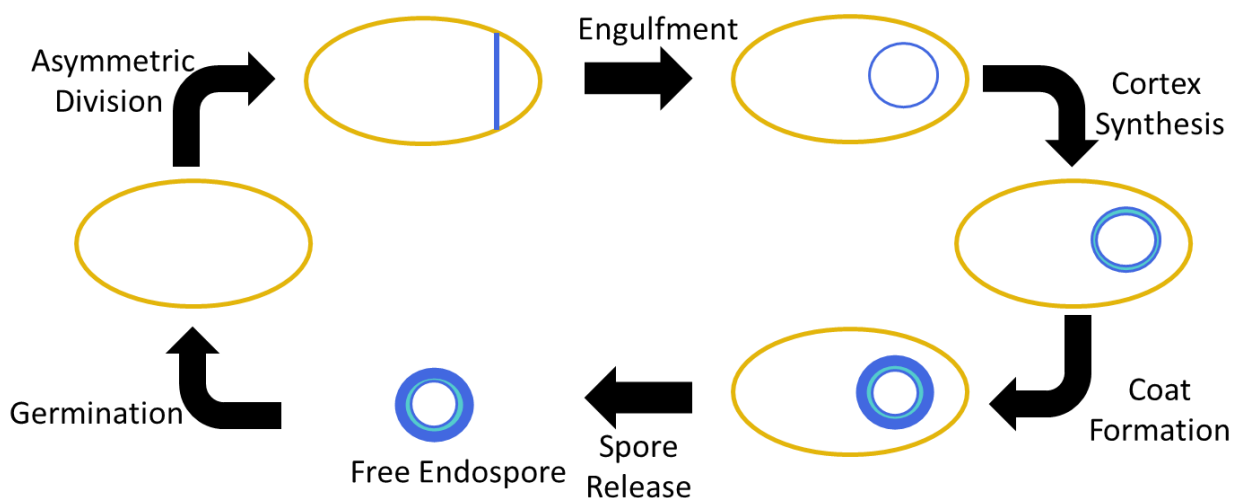 Asymmetric
Division
Engulfment
Cortex
Synthesis
Coat
Formation
Spore
Release
Free Endospore
Germination